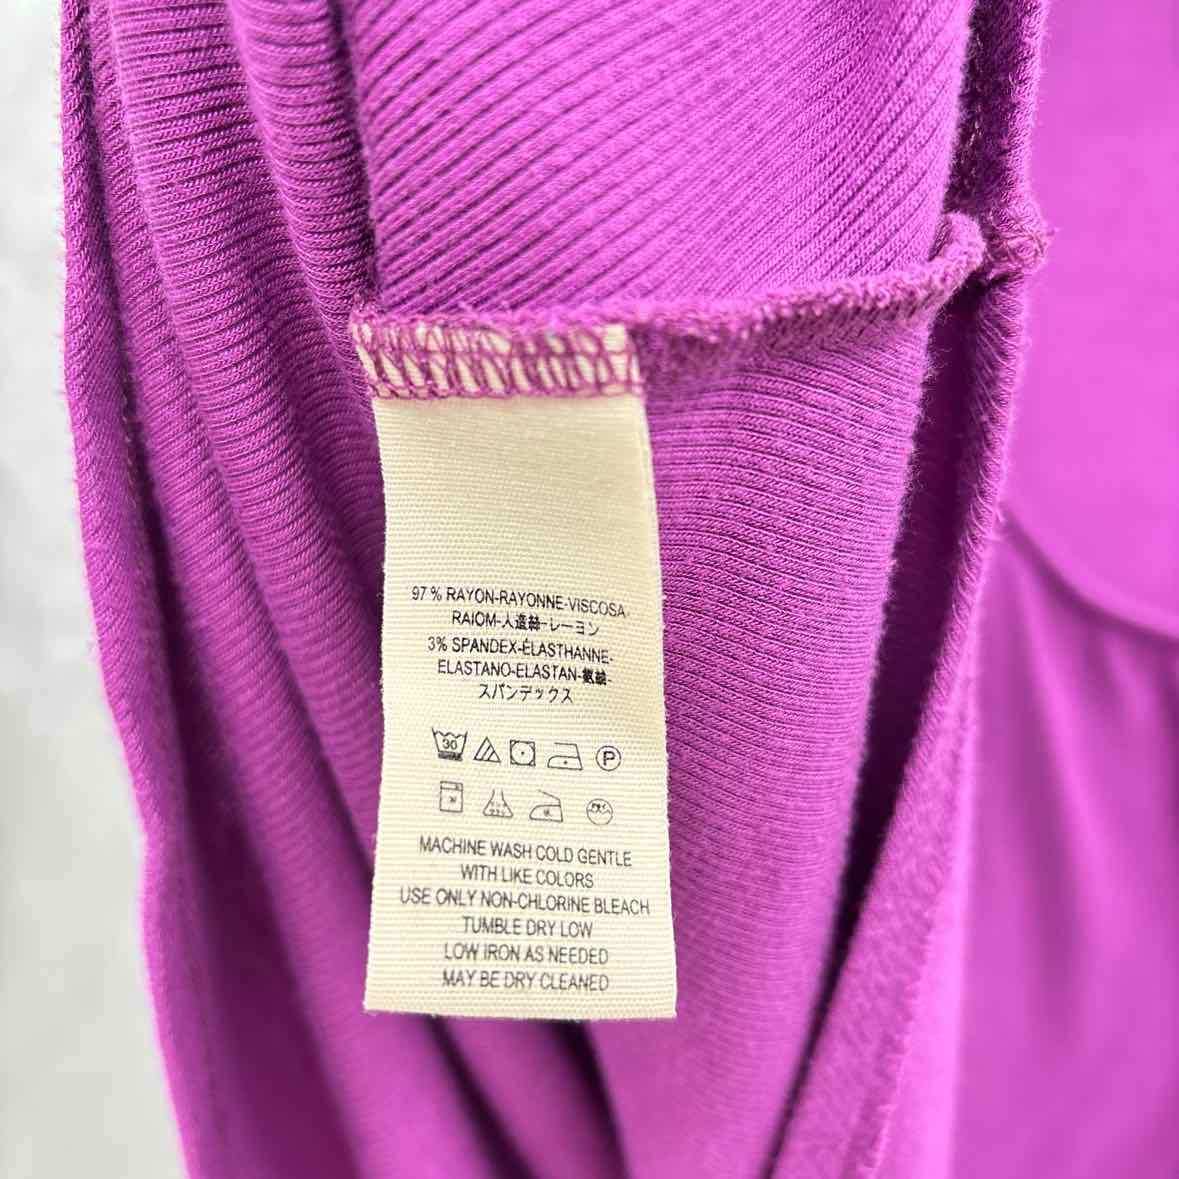 97 % RAYON-RAYONNE-VISCOSA.
RAIOM-人造絲-レーヨン
3% SPANDEX-ÉLASTHANNE-
ELASTANO-ELASTAN-氨綸-
スパンデックス
30
P
MACHINE WASH COLD GENTLE
WITH LIKE COLORS
USE ONLY NON-CHLORINE BLEACH
TUMBLE DRY LOW
LOW IRON AS NEEDED
MAY BE DRY CLEANED